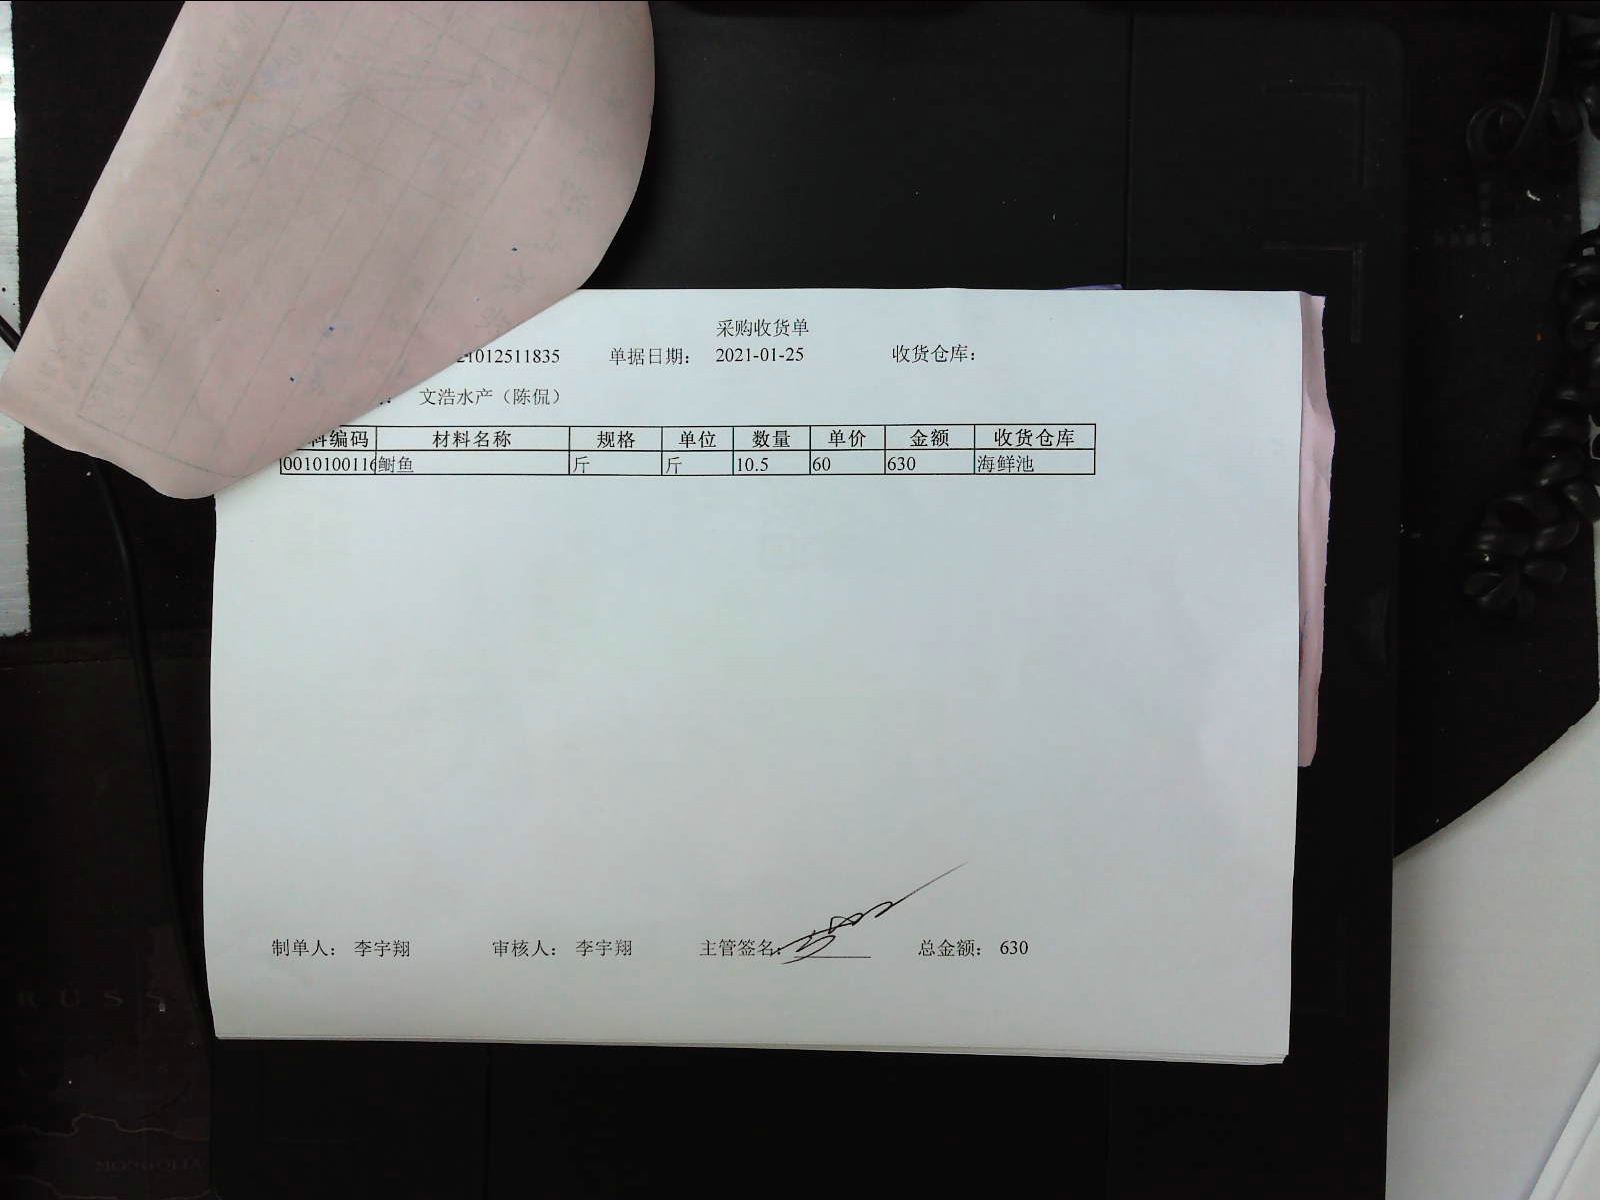 采购收货单
21012511835 单据日期： 2021-01-25 收货仓库：
： 文浩水产（陈侃）
料编码 材料名称 规格 单位 数量 单价 金额 收货仓库
0010100116 鲥鱼 斤 斤 10.5 60 630 海鲜池
制单人： 李宇翔 审核人： 李宇翔 主管签名： 总金额： 630